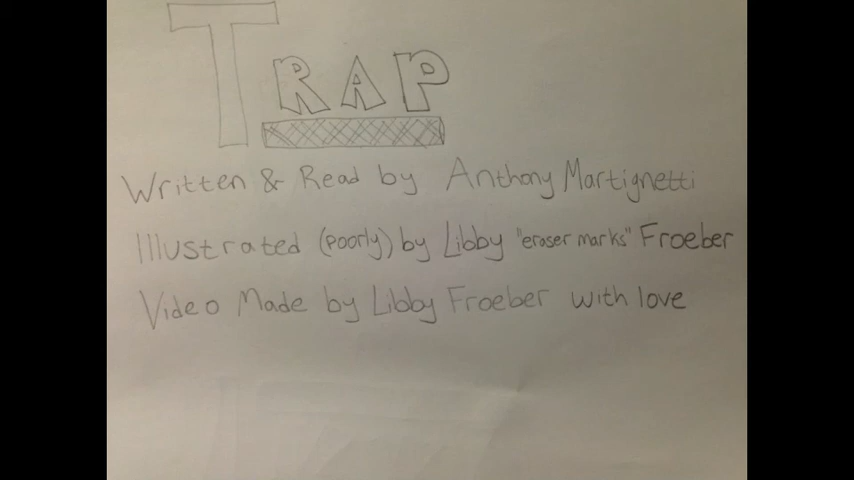 TRAP
Written & Read by Anthony Martignetti
Illustrated (poorly) by Libby "eraser marks" Froeber
Video Made by Libby Froeber with love